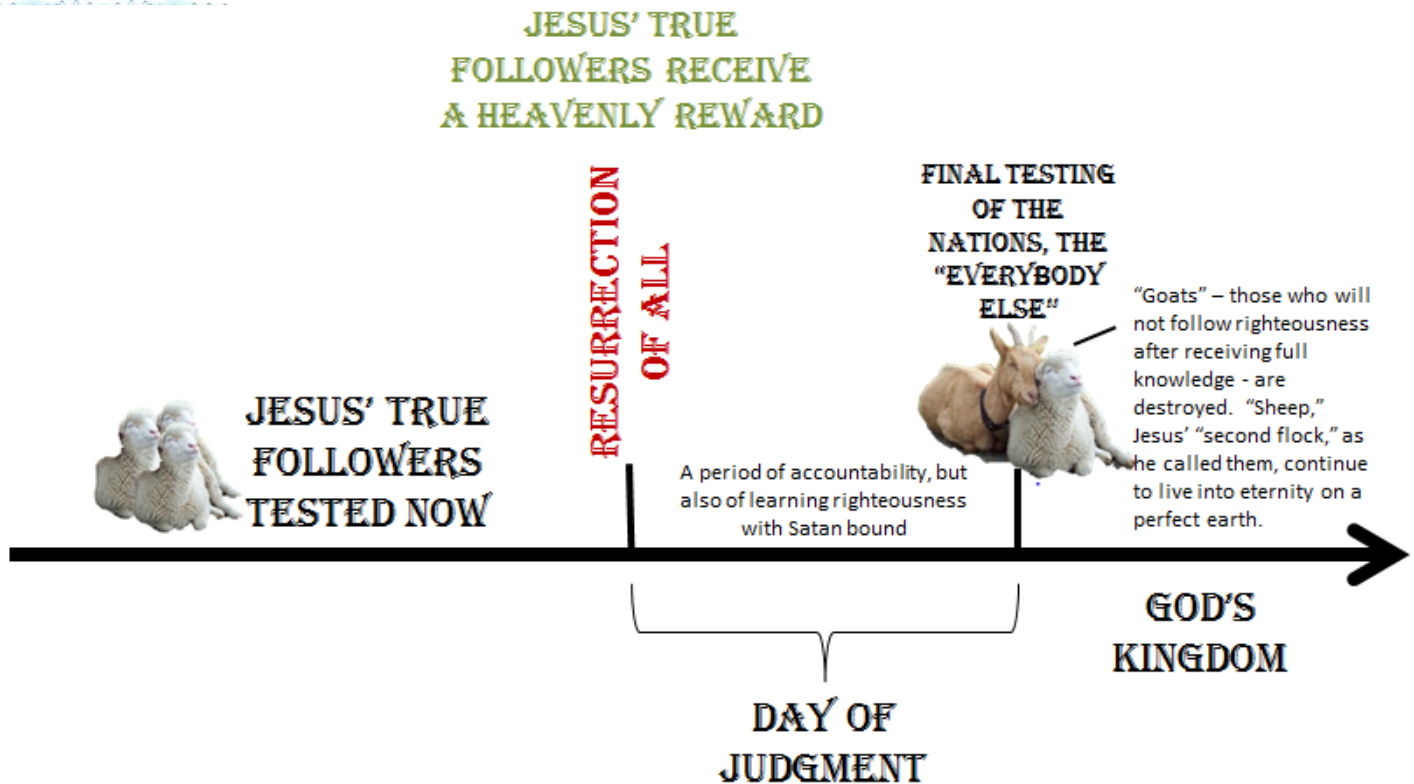 JESUS' TRUE
FOLLOWERS RECEIVE
A HEAVENLY REWARD
RESURRECTION
OF ALL
FINAL TESTING
OF THE
NATIONS, THE
“EVERYBODY
ELSE“
“Goats” – those who will
not follow righteousness
after receiving full
knowledge - are
destroyed. “Sheep,”
Jesus' “second flock,” as
he called them, continue
to live into eternity on a
perfect earth.
JESUS' TRUE
FOLLOWERS
TESTED NOW
A period of accountability, but
also of learning righteousness
with Satan bound
GOD'S
KINGDOM
DAY OF
JUDGMENT